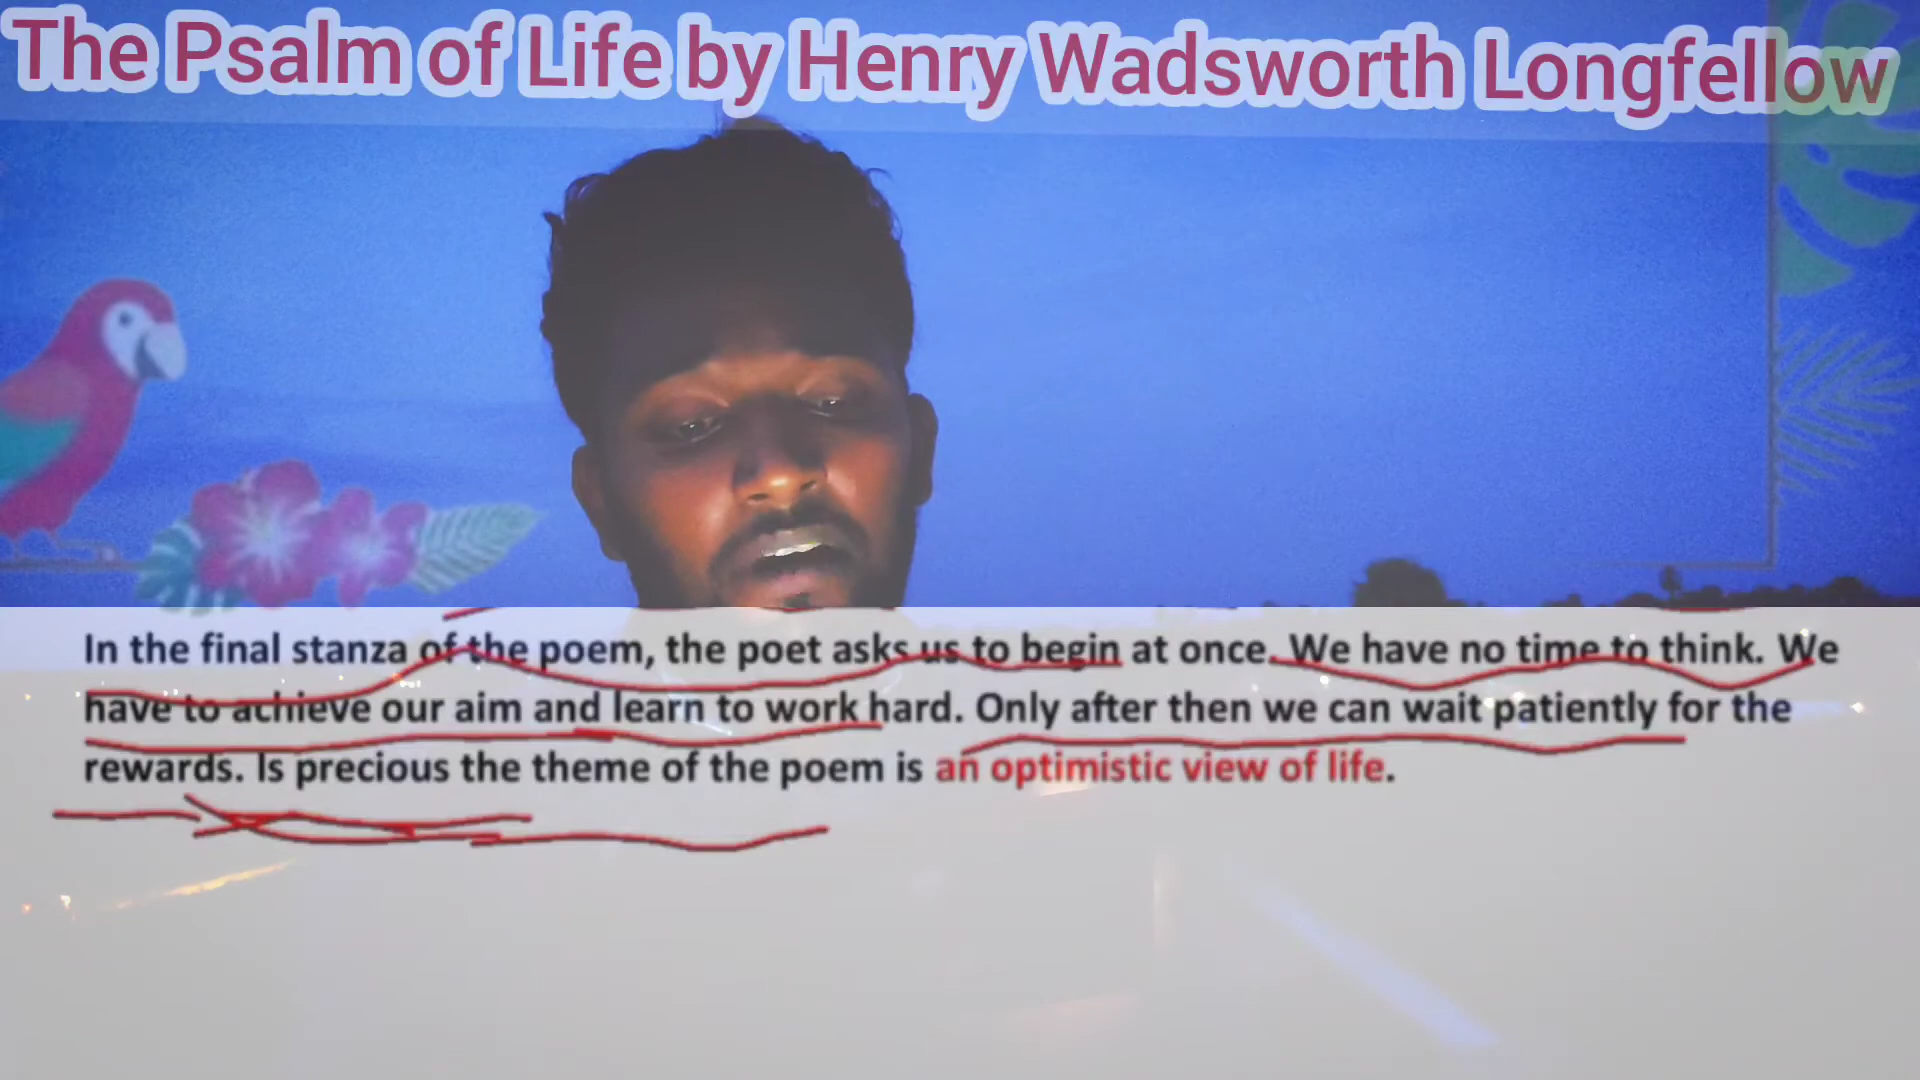 The Psalm of Life by Henry Wadsworth Longfellow
In the final stanza of the poem, the poet asks us to begin at once. We have no time to think. We
have to achieve our aim and learn to work hard. Only after then we can wait patiently for the
rewards. Is precious the theme of the poem is an optimistic view of life.